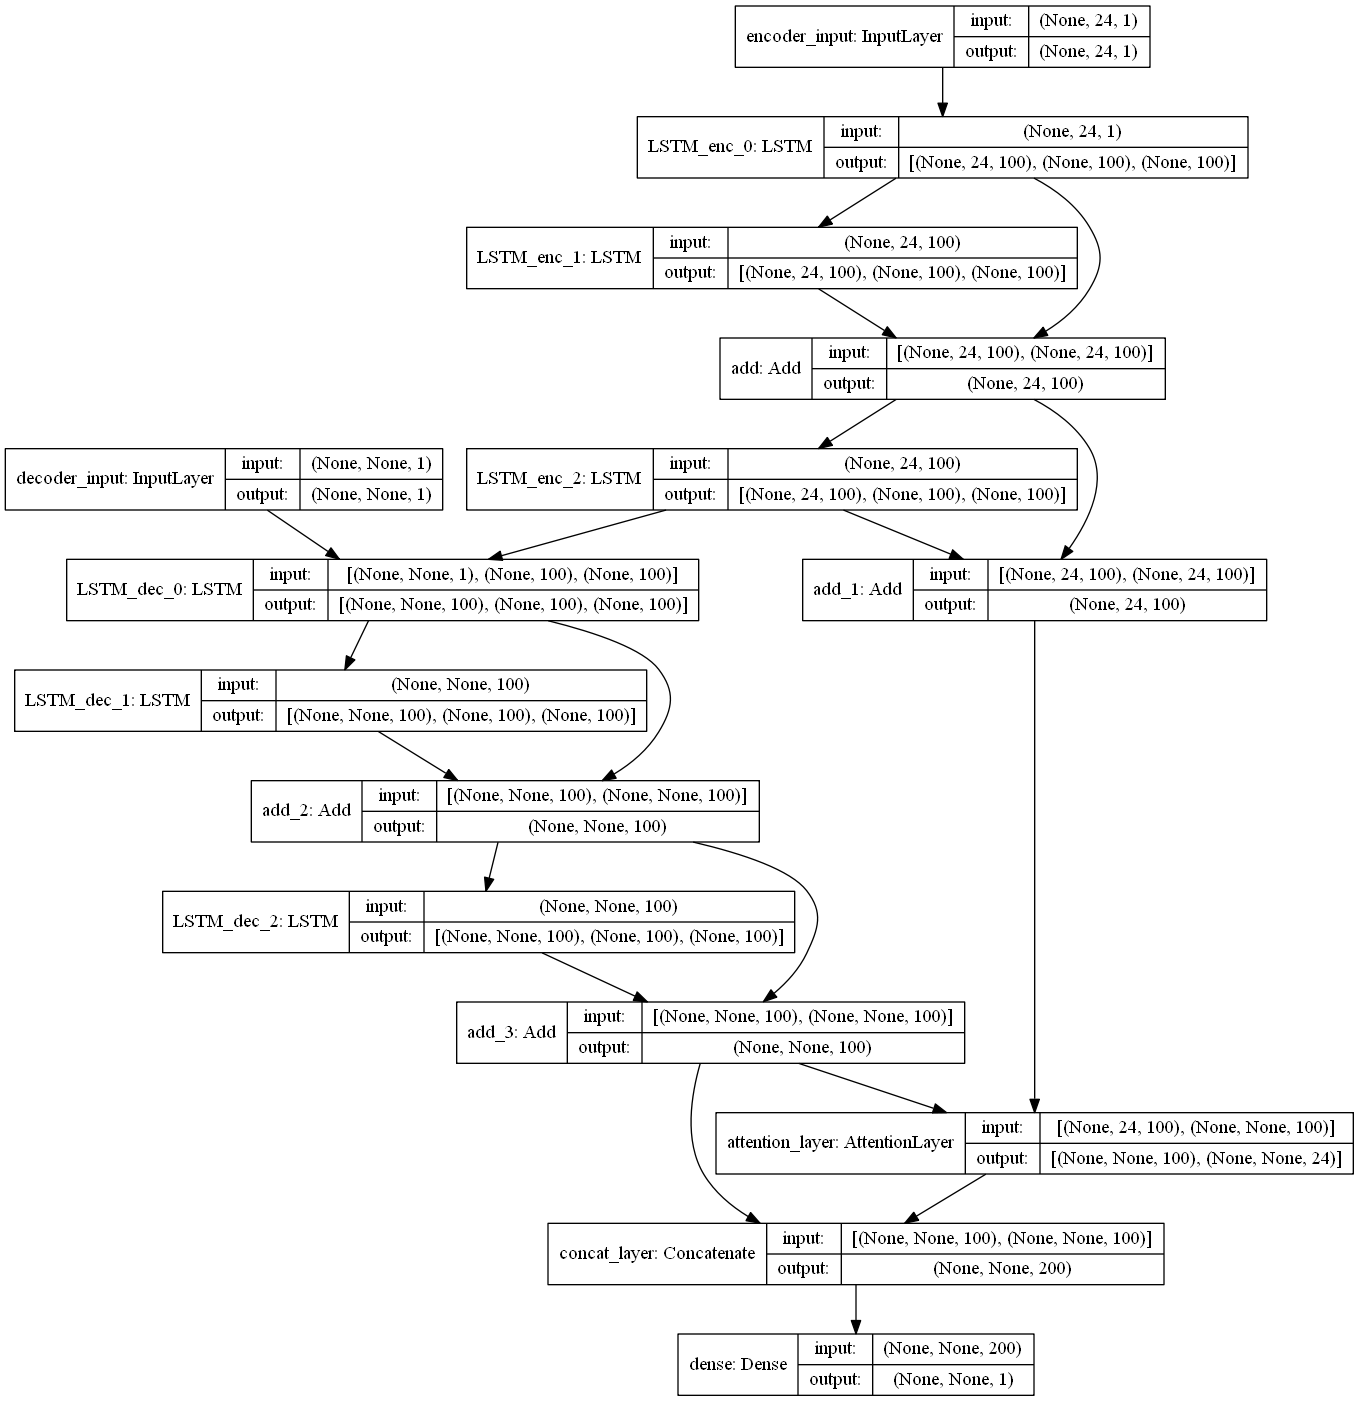 encoder_input: InputLayer
input:
(None, 24, 1)
output:
(None, 24, 1)
LSTM_enc_0: LSTM
input:
(None, 24, 1)
output:
[(None, 24, 100), (None, 100), (None, 100)]
LSTM_enc_1: LSTM
input:
(None, 24, 100)
output:
[(None, 24, 100), (None, 100), (None, 100)]
add: Add
input:
[(None, 24, 100), (None, 24, 100)]
output:
(None, 24, 100)
decoder_input: InputLayer
input:
(None, None, 1)
output:
(None, None, 1)
LSTM_enc_2: LSTM
input:
(None, 24, 100)
output:
[(None, 24, 100), (None, 100), (None, 100)]
LSTM_dec_0: LSTM
input:
[(None, None, 1), (None, 100), (None, 100)]
output:
[(None, None, 100), (None, 100), (None, 100)]
add_1: Add
input:
[(None, 24, 100), (None, 24, 100)]
output:
(None, 24, 100)
LSTM_dec_1: LSTM
input:
(None, None, 100)
output:
[(None, None, 100), (None, 100), (None, 100)]
add_2: Add
input:
[(None, None, 100), (None, None, 100)]
output:
(None, None, 100)
LSTM_dec_2: LSTM
input:
(None, None, 100)
output:
[(None, None, 100), (None, 100), (None, 100)]
add_3: Add
input:
[(None, None, 100), (None, None, 100)]
output:
(None, None, 100)
attention_layer: AttentionLayer
input:
[(None, 24, 100), (None, None, 100)]
output:
[(None, None, 100), (None, None, 24)]
concat_layer: Concatenate
input:
[(None, None, 100), (None, None, 100)]
output:
(None, None, 200)
dense: Dense
input:
(None, None, 200)
output:
(None, None, 1)